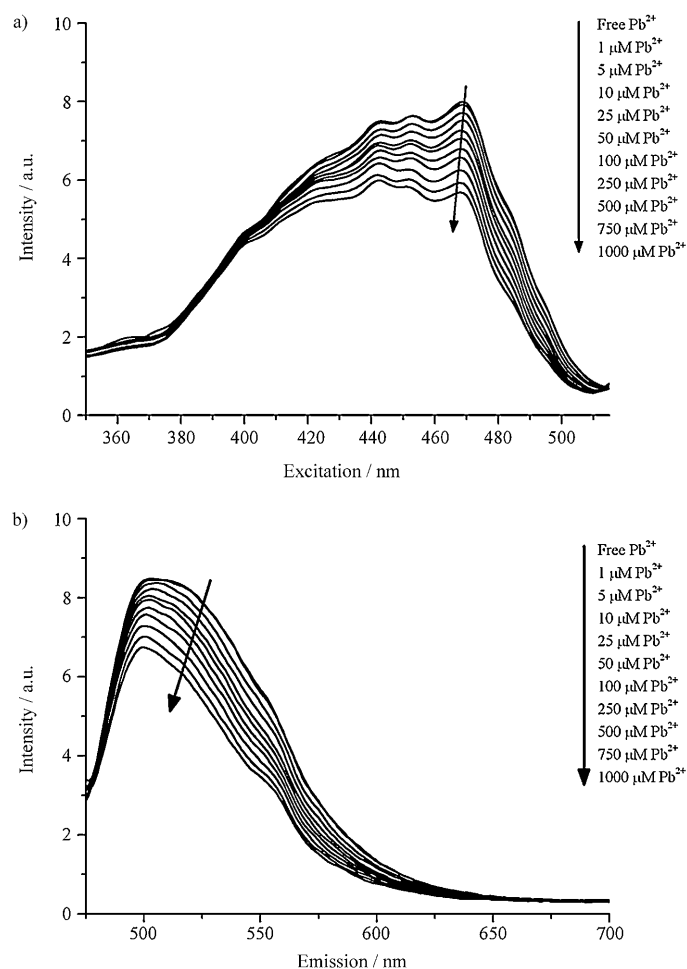 a)
10
8
6
4
2
0
Intensity / a.u.
360 380 400 420 440 460 480 500
Excitation / nm
Free Pb²⁺
1 μM Pb²⁺
5 μM Pb²⁺
10 μM Pb²⁺
25 μM Pb²⁺
50 μM Pb²⁺
100 μM Pb²⁺
250 μM Pb²⁺
500 μM Pb²⁺
750 μM Pb²⁺
1000 μM Pb²⁺
b)
10
8
6
4
2
0
Intensity / a.u.
500 550 600 650 700
Emission / nm
Free Pb²⁺
1 μM Pb²⁺
5 μM Pb²⁺
10 μM Pb²⁺
25 μM Pb²⁺
50 μM Pb²⁺
100 μM Pb²⁺
250 μM Pb²⁺
500 μM Pb²⁺
750 μM Pb²⁺
1000 μM Pb²⁺